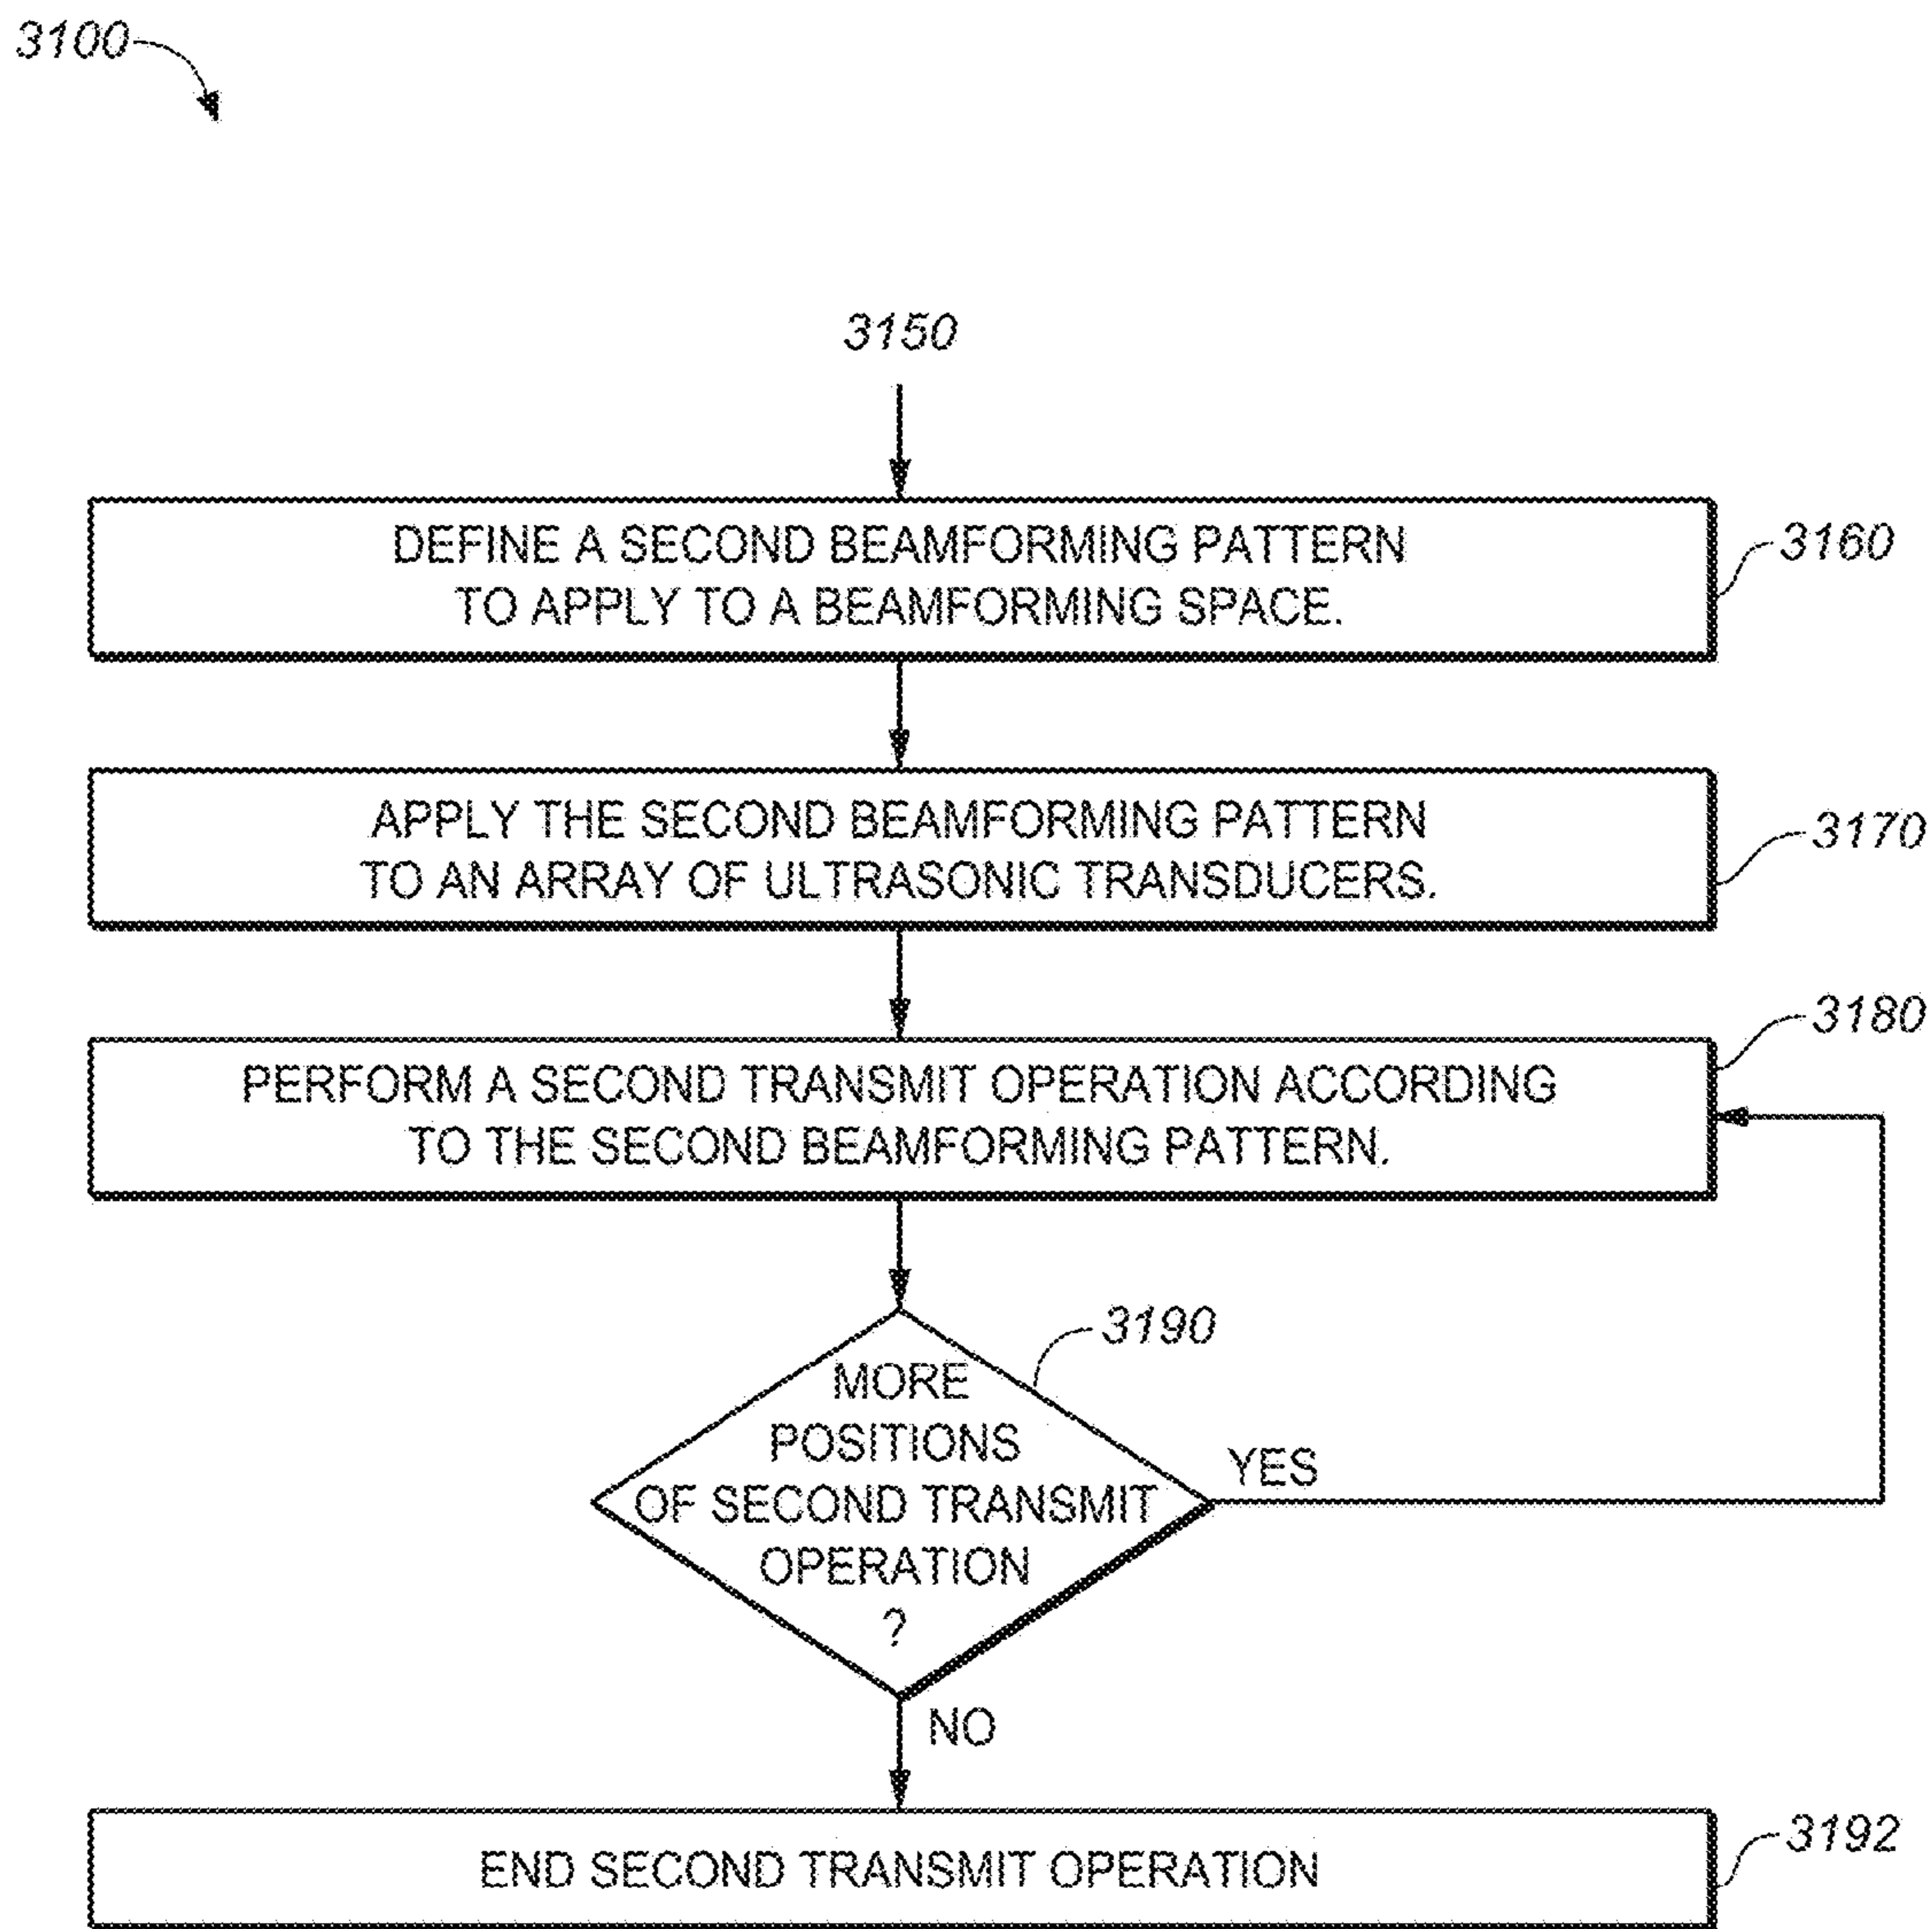 3100
3150
DEFINE A SECOND BEAMFORMING PATTERN
TO APPLY TO A BEAMFORMING SPACE.
3160
APPLY THE SECOND BEAMFORMING PATTERN
TO AN ARRAY OF ULTRASONIC TRANSDUCERS.
3170
PERFORM A SECOND TRANSMIT OPERATION ACCORDING
TO THE SECOND BEAMFORMING PATTERN.
3180
MORE
POSITIONS
OF SECOND TRANSMIT
OPERATION
?
3190
YES
NO
END SECOND TRANSMIT OPERATION
3192